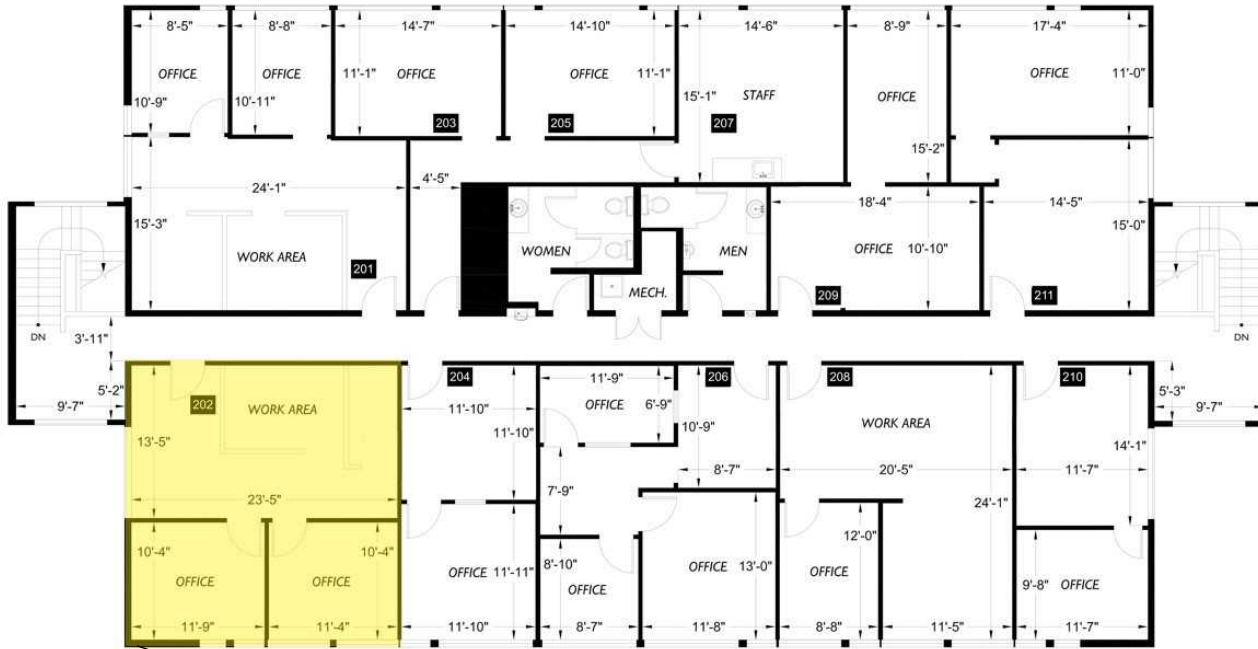 8'-5" 8'-8" 14'-7" 14'-10" 14'-6" 8'-9" 17'-4"
OFFICE OFFICE 11'-1" OFFICE OFFICE 11'-1" OFFICE 11'-0"
10'-9" 10'-11" 15'-1" STAFF OFFICE
203 205 207
15'-2"
24'-1" 4'-5" 18'-4" 14'-5"
15'-3" 15'-0"
WORK AREA WOMEN MEN OFFICE 10'-10"
201 MECH. 209 211
DN 3'-11" DN
5'-2" 202 WORK AREA 204 11'-9" 206 208 210 5'-3"
9'-7" 11'-10" OFFICE 6'-9" WORK AREA 9'-7"
13'-5" 11'-10" 10'-9" 14'-1"
23'-5" 7'-9" 8'-7" 20'-5" 11'-7"
24'-1"
10'-4" 10'-4" 12'-0"
OFFICE OFFICE OFFICE 11'-11" 8'-10" OFFICE OFFICE 13'-0" OFFICE 9'-8" OFFICE
11'-9" 11'-4" 11'-10" 8'-7" 11'-8" 8'-8" 11'-5" 11'-7"